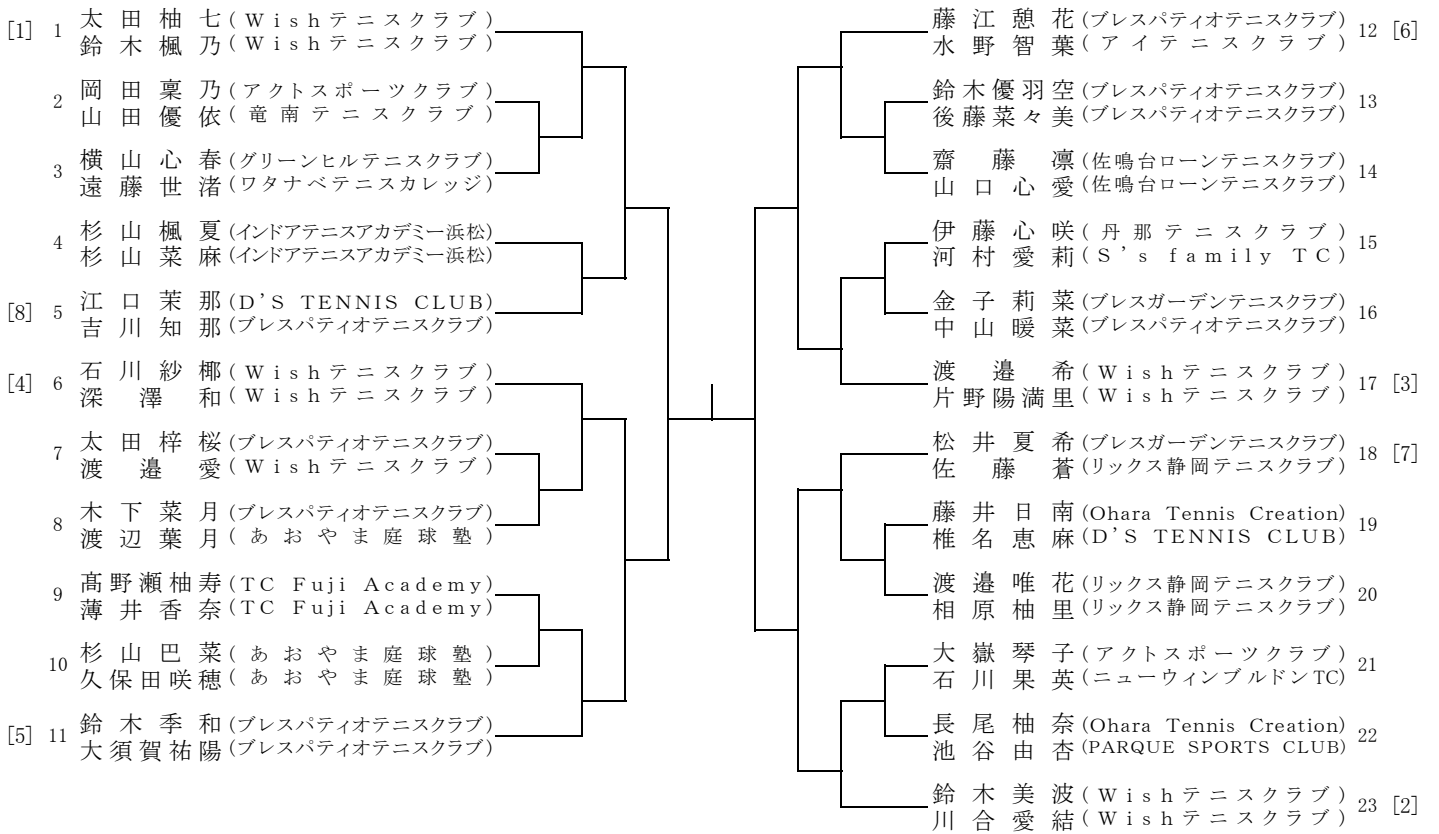 [1] 1 太田柚七(Wishテニスクラブ)
鈴木楓乃(Wishテニスクラブ)
2 岡田稟乃(アクトスポーツクラブ)
山田優依(竜南テニスクラブ)
3 横山心春(グリーンヒルテニスクラブ)
遠藤世渚(ワタナベテニスカレッジ)
4 杉山楓夏(インドアテニスアカデミー浜松)
杉山菜麻(インドアテニスアカデミー浜松)
[8] 5 江口茉那(D'S TENNIS CLUB)
吉川知那(ブレスパティオテニスクラブ)
[4] 6 石川紗椰(Wishテニスクラブ)
深澤和(Wishテニスクラブ)
7 太田梓桜(ブレスパティオテニスクラブ)
渡邉愛(Wishテニスクラブ)
8 木下菜月(ブレスパティオテニスクラブ)
渡辺葉月(あおやま庭球塾)
9 髙野瀬柚寿(TC Fuji Academy)
薄井香奈(TC Fuji Academy)
10 杉山巴菜(あおやま庭球塾)
久保田咲穂(あおやま庭球塾)
[5] 11 鈴木季和(ブレスパティオテニスクラブ)
大須賀祐陽(ブレスパティオテニスクラブ)
藤江憩花(ブレスパティオテニスクラブ) 12 [6]
水野智葉(アイテニスクラブ)
鈴木優羽空(ブレスパティオテニスクラブ) 13
後藤菜々美(ブレスパティオテニスクラブ)
齋藤凛(佐鳴台ローンテニスクラブ) 14
山口心愛(佐鳴台ローンテニスクラブ)
伊藤心咲(丹那テニスクラブ) 15
河村愛莉(S's family TC)
金子莉菜(ブレスガーデンテニスクラブ) 16
中山暖菜(ブレスパティオテニスクラブ)
渡邉希(Wishテニスクラブ) 17 [3]
片野陽満里(Wishテニスクラブ)
松井夏希(ブレスガーデンテニスクラブ) 18 [7]
佐藤蒼(リックス静岡テニスクラブ)
藤井日南(Ohara Tennis Creation) 19
椎名恵麻(D'S TENNIS CLUB)
渡邉唯花(リックス静岡テニスクラブ) 20
相原柚里(リックス静岡テニスクラブ)
大嶽琴子(アクトスポーツクラブ) 21
石川果英(ニューウィンブルドンTC)
長尾柚奈(Ohara Tennis Creation) 22
池谷由杏(PARQUE SPORTS CLUB)
鈴木美波(Wishテニスクラブ) 23 [2]
川合愛結(Wishテニスクラブ)